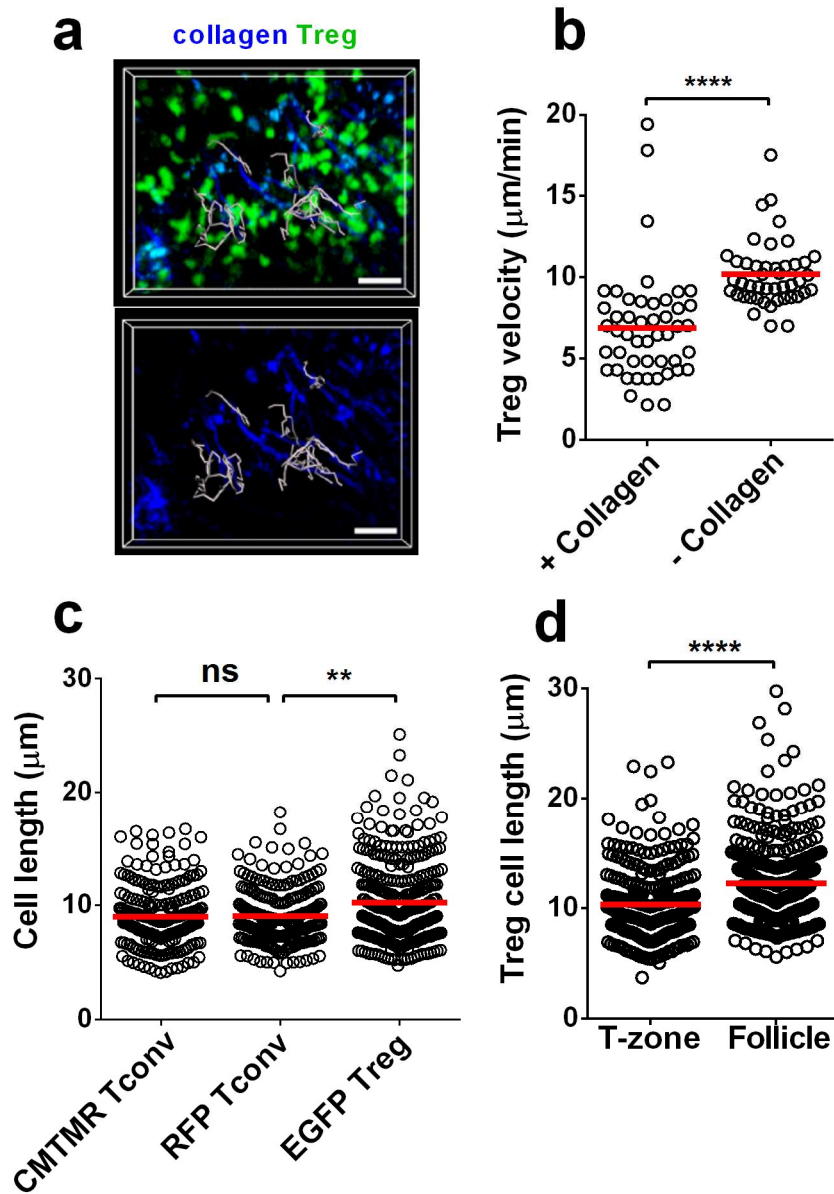 a
collagen Treg
b
****
Treg velocity (μm/min)
20
15
10
5
0
+ Collagen
- Collagen
c
ns
**
Cell length (μm)
30
20
10
0
CMTMR Tconv
RFP Tconv
EGFP Treg
d
****
Treg cell length (μm)
30
20
10
0
T-zone
Follicle